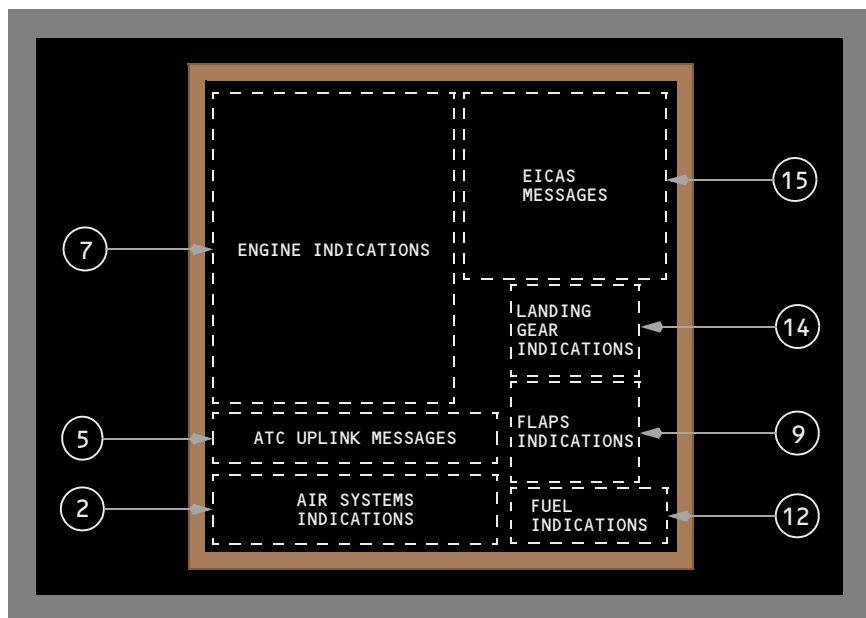 EICAS
MESSAGES
15
7
ENGINE INDICATIONS
LANDING
GEAR
INDICATIONS
14
5
ATC UPLINK MESSAGES
FLAPS
INDICATIONS
9
2
AIR SYSTEMS
INDICATIONS
FUEL
INDICATIONS
12